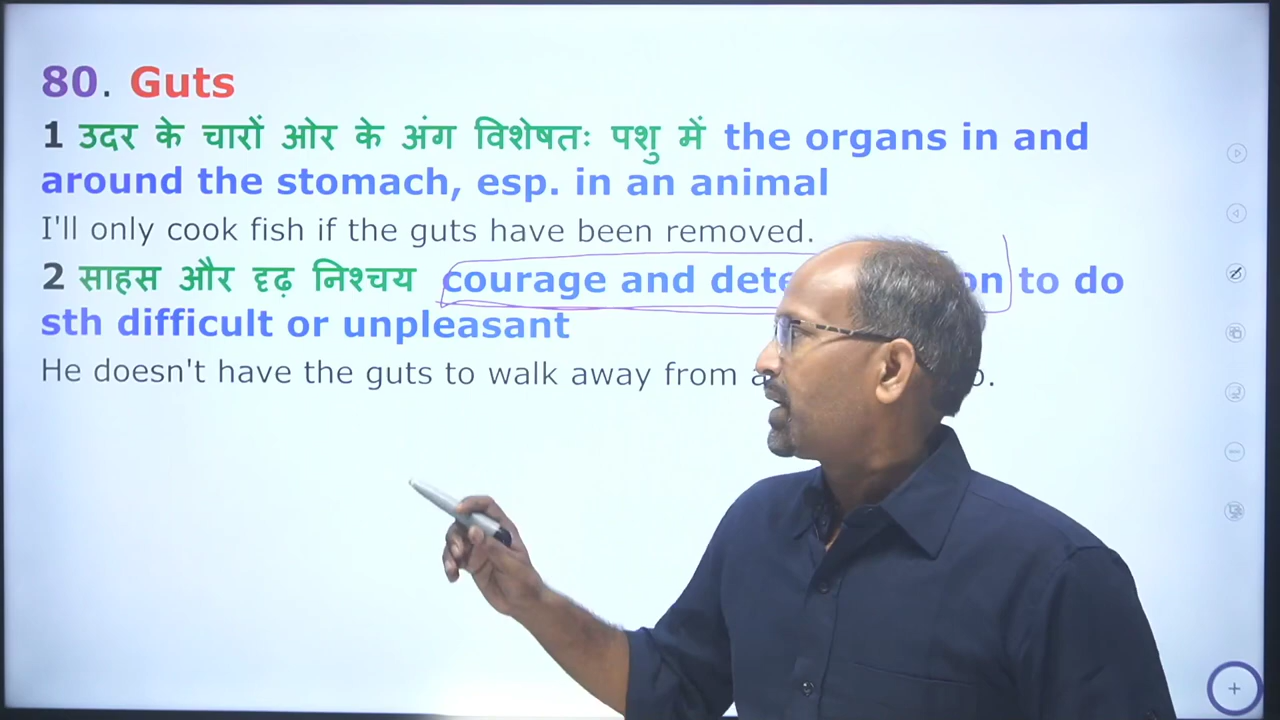 80. Guts
1 उदर के चारों ओर के अंग विशेषतः पशु में the organs in and
around the stomach, esp. in an animal
I'll only cook fish if the guts have been removed.
2 साहस और दृढ़ निश्चय courage and to do
sth difficult or unpleasant
He doesn't have the guts to walk away from